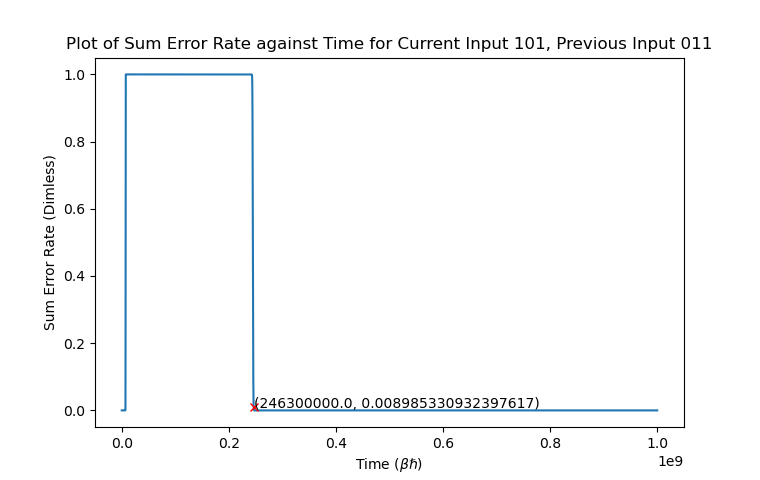 Plot of Sum Error Rate against Time for Current Input 101, Previous Input 011
1.0
0.8
0.6
0.4
0.2
0.0
Sum Error Rate (Dimless)
(246300000.0, 0.008985330932397617)
0.0 0.2 0.4 0.6 0.8 1.0
1e9
Time (βℏ)